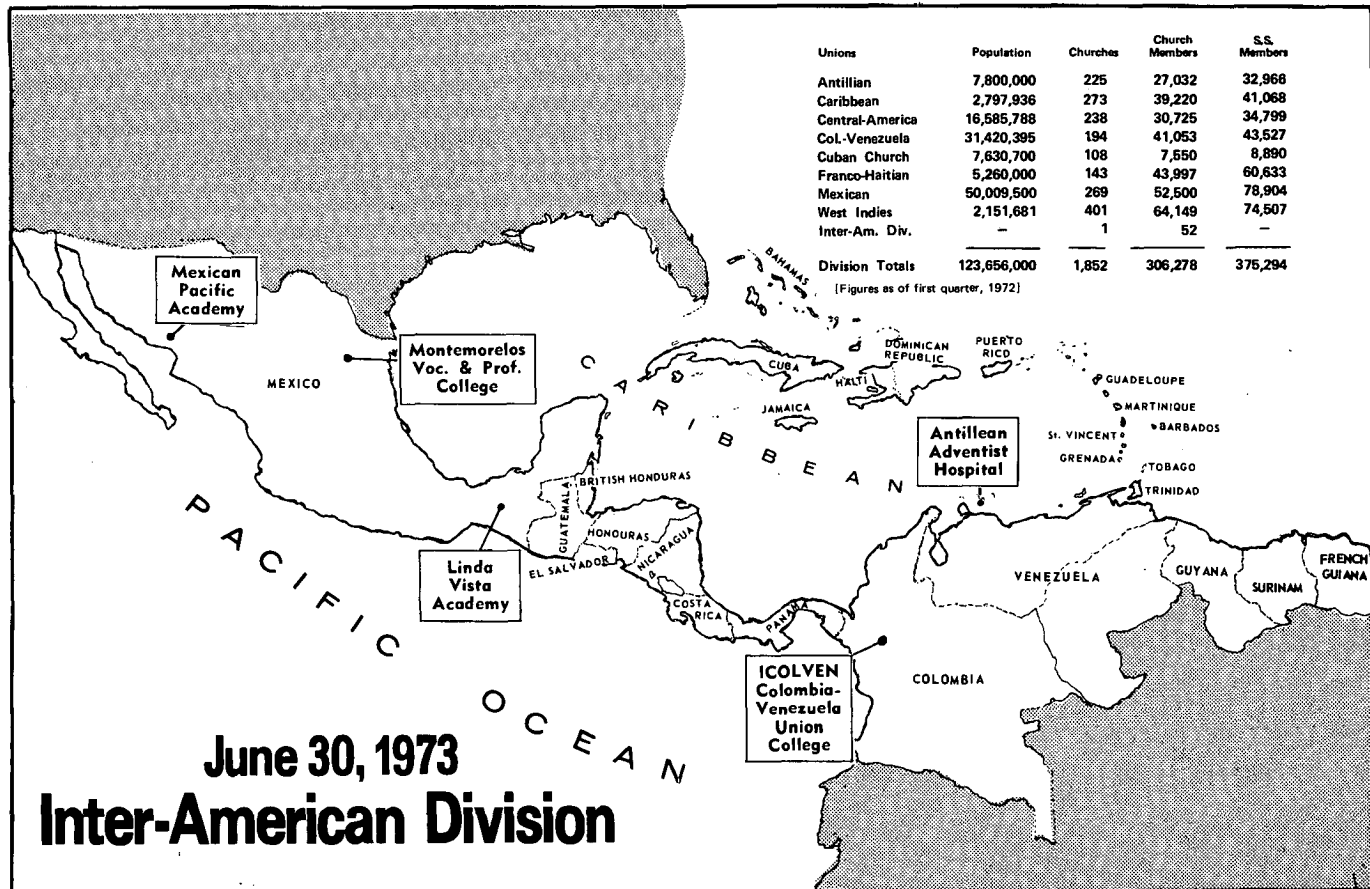 Unions Population Churches Church Members S.S. Members
Antillian 7,800,000 225 27,032 32,966
Caribbean 2,797,936 273 39,220 41,068
Central-America 16,585,788 238 30,725 34,799
Col.-Venezuela 31,420,395 194 41,053 43,527
Cuban Church 7,630,700 108 7,550 8,890
Franco-Haitian 5,260,000 143 43,997 60,633
Mexican 50,009,500 269 52,500 78,904
West Indies 2,151,681 401 64,149 74,507
Inter-Am. Div. – 1 52 –
Division Totals 123,656,000 1,852 306,278 375,294
[Figures as of first quarter, 1972]
Mexican
Pacific
Academy
Montemorelos
Voc. & Prof.
College
MEXICO
BAHAMAS
CUBA
HAITI
DOMINICAN
REPUBLIC
PUERTO
RICO
JAMAICA
GUADELOUPE
MARTINIQUE
BARBADOS
St. VINCENT
GRENADA
TOBAGO
TRINIDAD
CARIBBEAN
Antillean
Adventist
Hospital
BRITISH HONDURAS
GUATEMALA
HONOURAS
EL SALVADOR
NICARAGUA
COSTA
RICA
PANAMA
Linda
Vista
Academy
VENEZUELA
GUYANA
SURINAM
FRENCH
GUIANA
COLOMBIA
ICOLVEN
Colombia-
Venezuela
Union
College
PACIFIC OCEAN
June 30, 1973
Inter-American Division